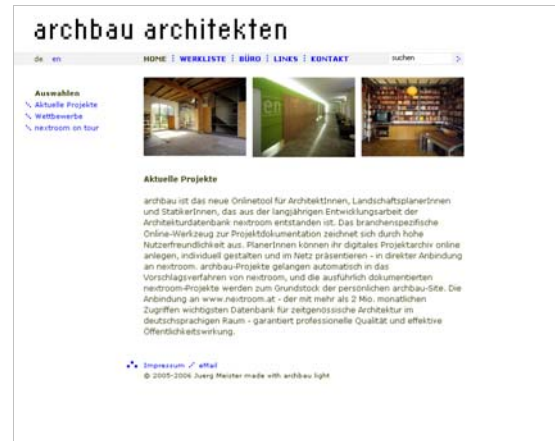 archbau architekten
de en
HOME WERKLISTE BÜRO LINKS KONTAKT
suchen
Auswahlen
Aktuelle Projekte
Wettbewerbe
nextroom on tour
Aktuelle Projekte
archbau ist das neue Onlinetool für ArchitektInnen, LandschaftsplanerInnen
und StatikerInnen, das aus der langjährigen Entwicklungsarbeit der
Architekturdatenbank nextroom entstanden ist. Das branchenspezifische
Online-Werkzeug zur Projektdokumentation zeichnet sich durch hohe
Nutzerfreundlichkeit aus. PlanerInnen können ihr digitales Projektarchiv online
anlegen, individuell gestalten und im Netz präsentieren - in direkter Anbindung
an nextroom. archbau-Projekte gelangen automatisch in das
Vorschlagsverfahren von nextroom, und die ausführlich dokumentierten
nextroom-Projekte werden zum Grundstock der persönlichen archbau-Site. Die
Anbindung an www.nextroom.at - der mit mehr als 2 Mio. monatlichen
Zugriffen wichtigsten Datenbank für zeitgenössische Architektur im
deutschsprachigen Raum - garantiert professionelle Qualität und effektive
Öffentlichkeitswirkung.
Impressum / eMail
© 2005-2006 Juerg Meister made with archbau light